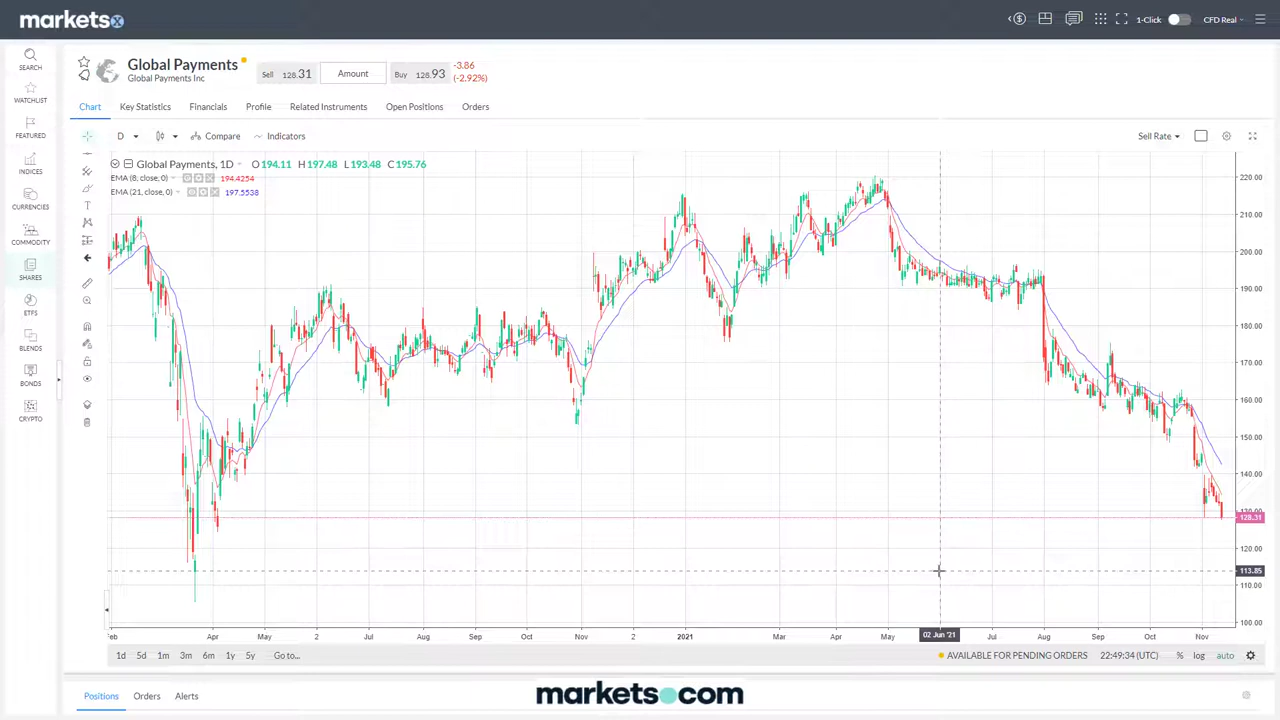 marketsx
1-Click
CFD Real
SEARCH
WATCHLIST
FEATURED
INDICES
CURRENCIES
COMMODITY
SHARES
ETFS
BLENDS
BONDS
CRYPTO
Global Payments
Global Payments Inc
Sell 128.31
Amount
Buy 128.93
-3.86
(-2.92%)
Chart Key Statistics Financials Profile Related Instruments Open Positions Orders
D Compare Indicators
Sell Rate
Global Payments, 1D O 194.11 H 197.48 L 193.48 C 195.76
EMA (8, close, 0) 194.4254
EMA (21, close, 0) 197.5538
220.00
210.00
200.00
190.00
180.00
170.00
160.00
150.00
140.00
130.00
128.31
120.00
113.85
110.00
100.00
Feb Apr May 2 Jul Aug Sep Oct Nov 2 2021 Mar Apr May 02 Jun '21 Jul Aug Sep Oct Nov
1d 5d 1m 3m 6m 1y 5y Go to...
AVAILABLE FOR PENDING ORDERS 22:49:34 (UTC) % log auto
Positions Orders Alerts
markets.com